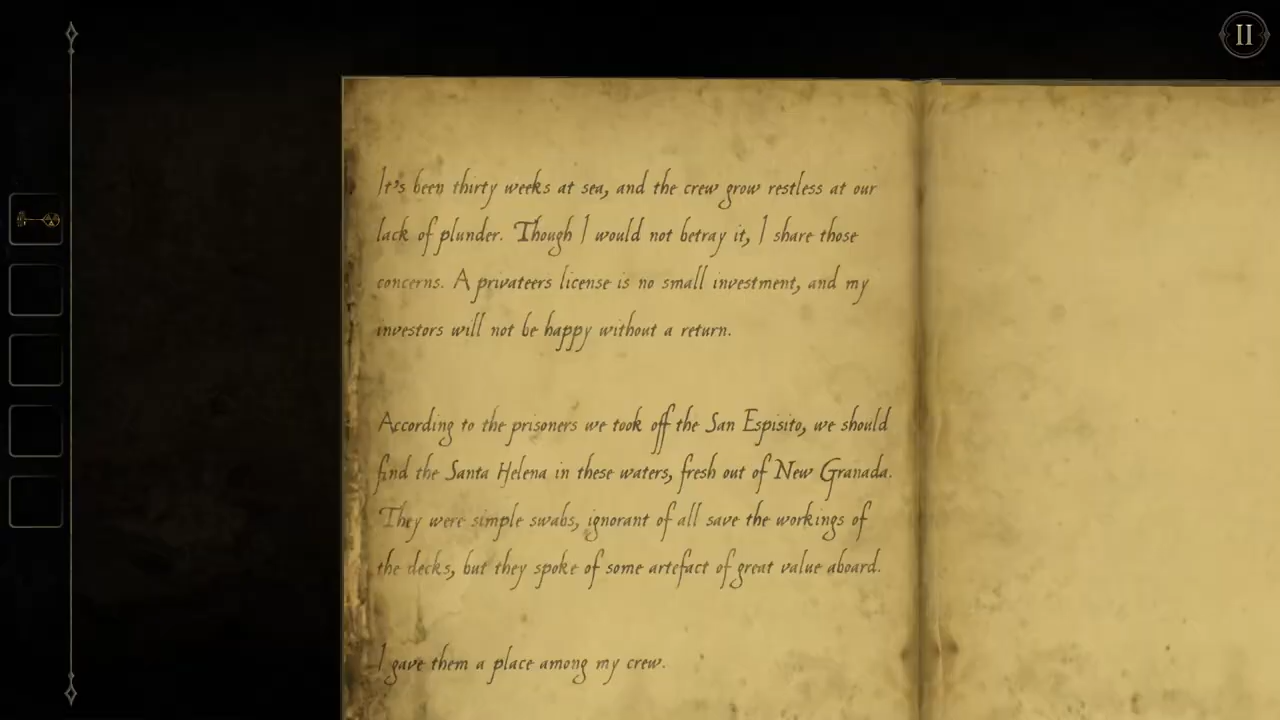 It's been thirty weeks at sea, and the crew grow restless at our
lack of plunder. Though I would not betray it, I share those
concerns. A privateers license is no small investment, and my
investors will not be happy without a return.
According to the prisoners we took off the San Espisito, we should
find the Santa Helena in these waters, fresh out of New Granada.
They were simple swabs, ignorant of all save the workings of
the decks, but they spoke of some artefact of great value aboard.
I gave them a place among my crew.